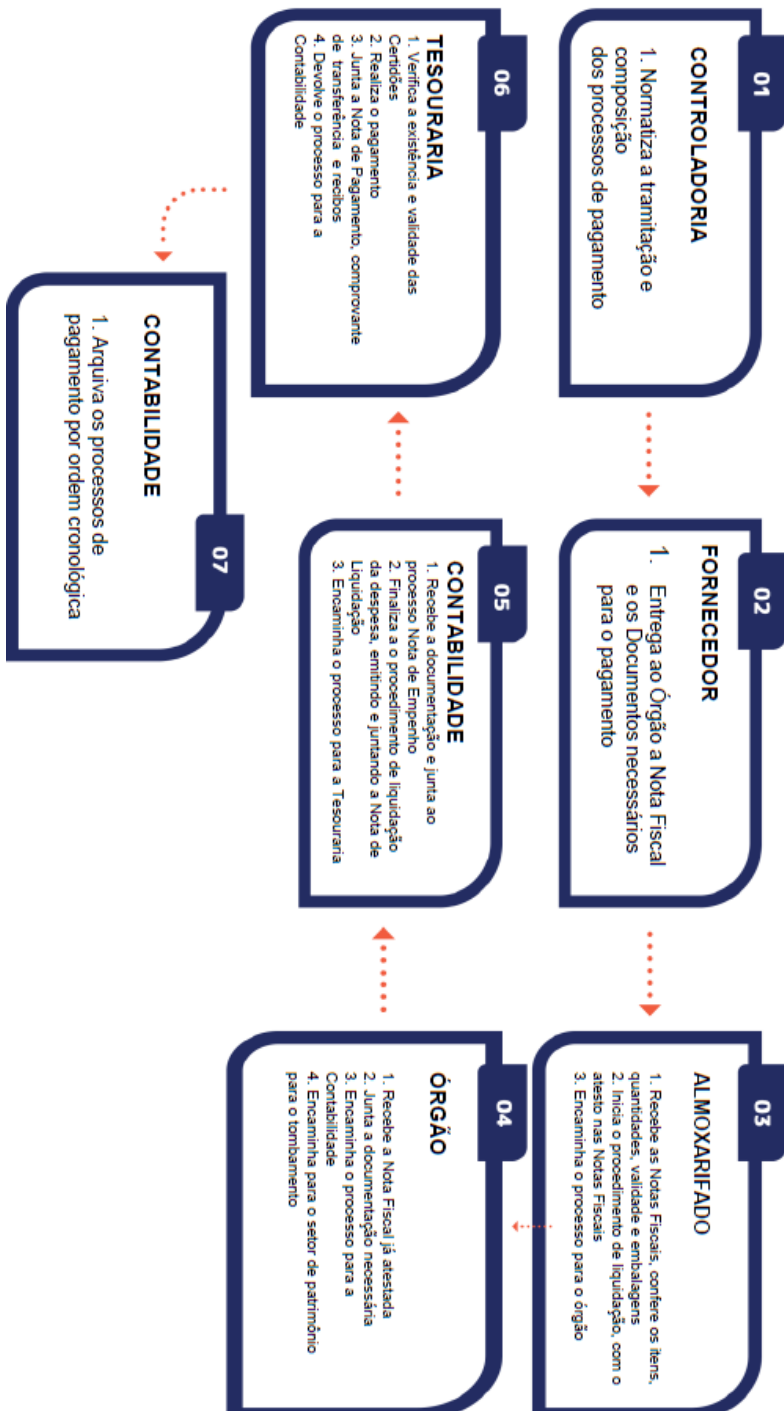 01
CONTROLADORIA
1. Normatiza a tramitação e
composição
dos processos de pagamento
02
FORNECEDOR
1. Entrega ao Órgão a Nota Fiscal
e os Documentos necessários
para o pagamento
03
ALMOXARIFADO
1. Recebe as Notas Fiscais, confere os itens,
quantidades, validade e embalagens
2. Inicia o procedimento de liquidação, com o
atesto nas Notas Fiscais
3. Encaminha o processo para o órgão
04
ÓRGÃO
1. Recebe a Nota Fiscal já atestada
2. Junta a documentação necessária
3. Encaminha o processo para a
Contabilidade
4. Encaminha para o setor de patrimônio
para o tombamento
05
CONTABILIDADE
1. Recebe a documentação e junta ao
processo Nota de Empenho
2. Finaliza a o procedimento de liquidação
da despesa, emitindo e juntando a Nota de
Liquidação
3. Encaminha o processo para a Tesouraria
06
TESOURARIA
1. Verifica a existência e validade das
Certidões
2. Realiza o pagamento
3. Junta a Nota de Pagamento, comprovante
de transferência e recibos
4. Devolve o processo para a
Contabilidade
07
CONTABILIDADE
1. Arquiva os processos de
pagamento por ordem cronológica